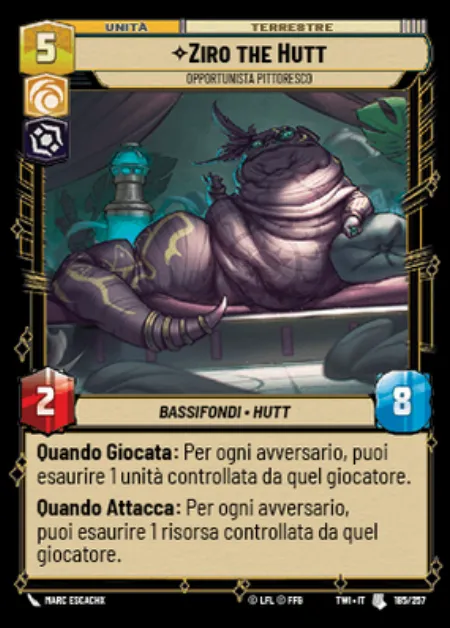 5
UNITÀ
TERRESTRE
ZIRO THE HUTT
OPPORTUNISTA PITTORESCO
2
BASSIFONDI • HUTT
8
Quando Giocata: Per ogni avversario, puoi
esaurire 1 unità controllata da quel giocatore.
Quando Attacca: Per ogni avversario,
puoi esaurire 1 risorsa controllata da quel
giocatore.
MARC ESCACHX
© LFL © FFG
TWI • IT
185/257